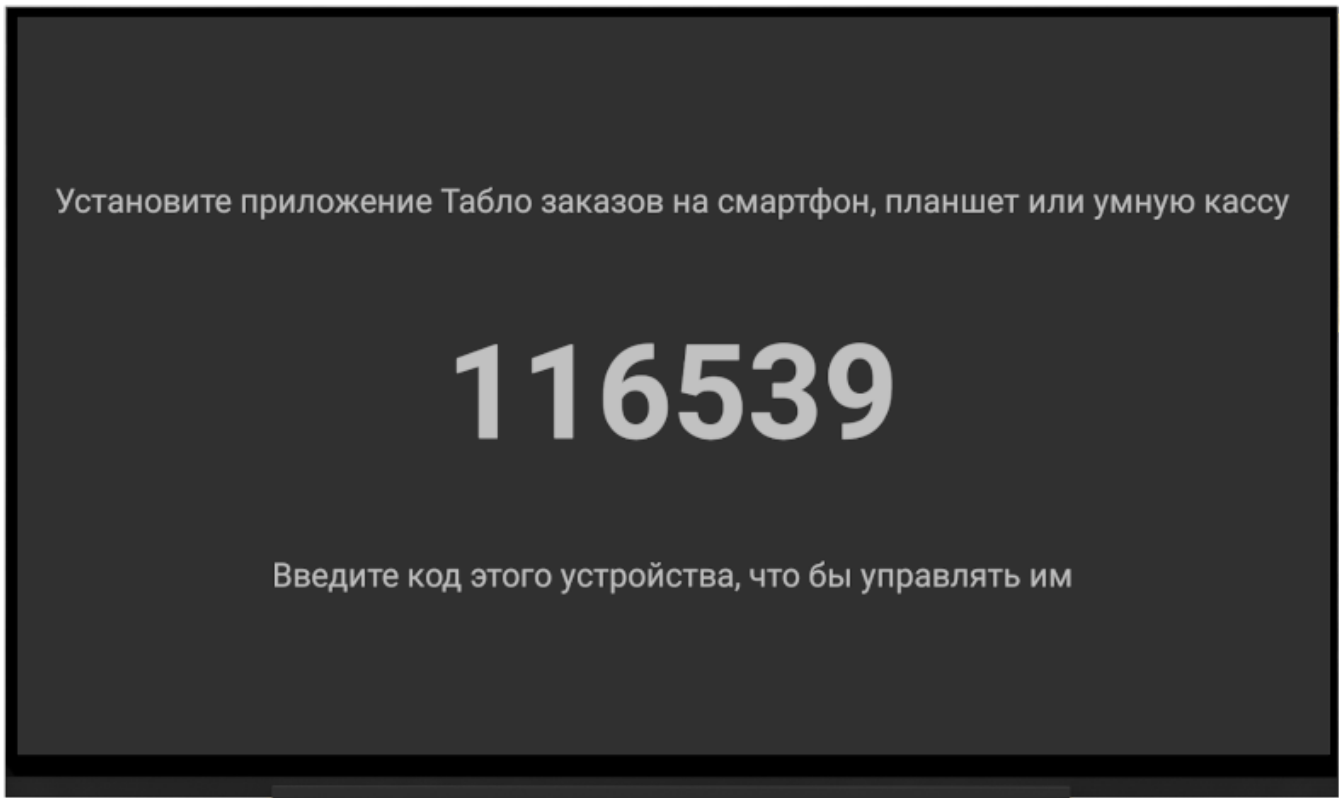 Установите приложение Табло заказов на смартфон, планшет или умную кассу
116539
Введите код этого устройства, что бы управлять им